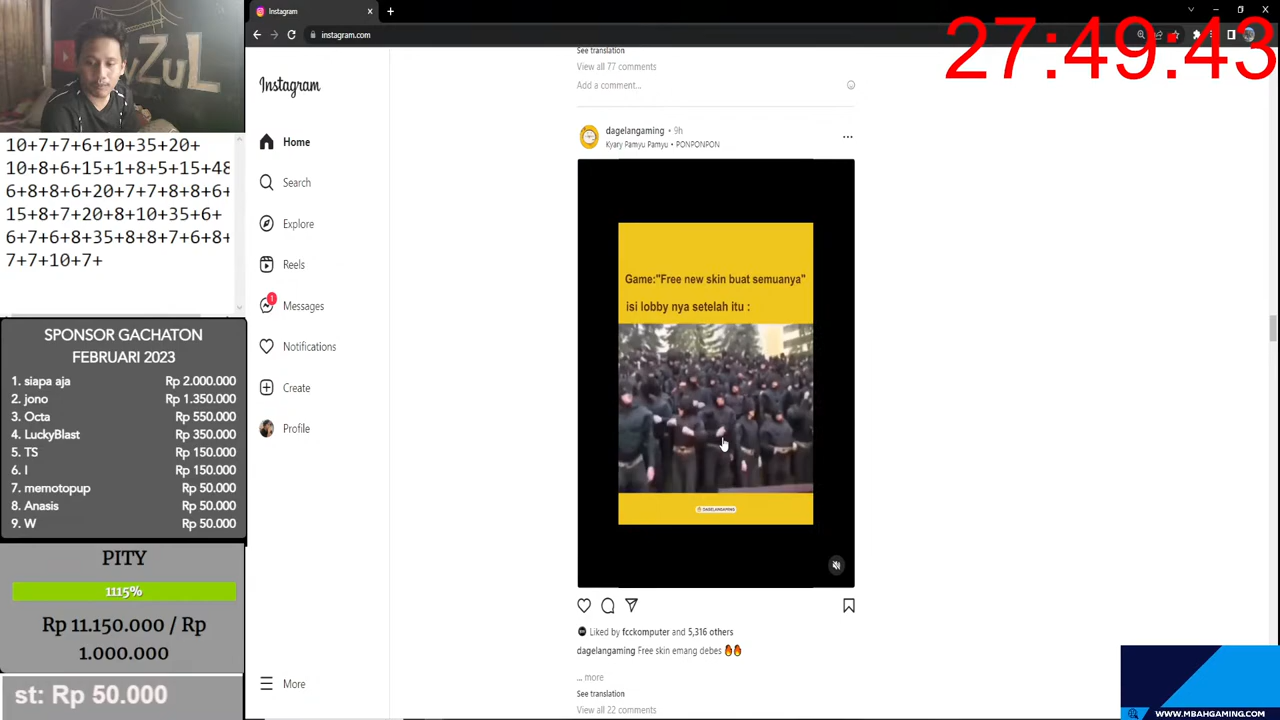 Instagram
27:49:43
instagram.com
10+7+7+6+10+35+20+
10+8+6+15+1+8+5+15+48
6+8+8+6+20+7+7+8+8+6+
15+8+7+20+8+10+35+6+
6+7+6+8+35+8+8+7+6+8+
7+7+10+7+
SPONSOR GACHATON
FEBRUARI 2023
1. siapa aja Rp 2.000.000
2. jono Rp 1.350.000
3. Octa Rp 550.000
4. LuckyBlast Rp 350.000
5. TS Rp 150.000
6. I Rp 150.000
7. memotopup Rp 50.000
8. Anasis Rp 50.000
9. W Rp 50.000
PITY
1115%
Rp 11.150.000 / Rp
1.000.000
st: Rp 50.000
Instagram
Home
Search
Explore
Reels
1
Messages
Notifications
Create
Profile
More
See translation
View all 77 comments
Add a comment...
dagelangaming • 9h
Kyary Pamyu Pamyu • PONPONPON
Game:"Free new skin buat semuanya"
isi lobby nya setelah itu :
DAGELANGAMING
Liked by fcckomputer and 5,316 others
dagelangaming Free skin emang debes 🔥🔥
... more
See translation
View all 22 comments
WWW.MBAHGAMING.COM